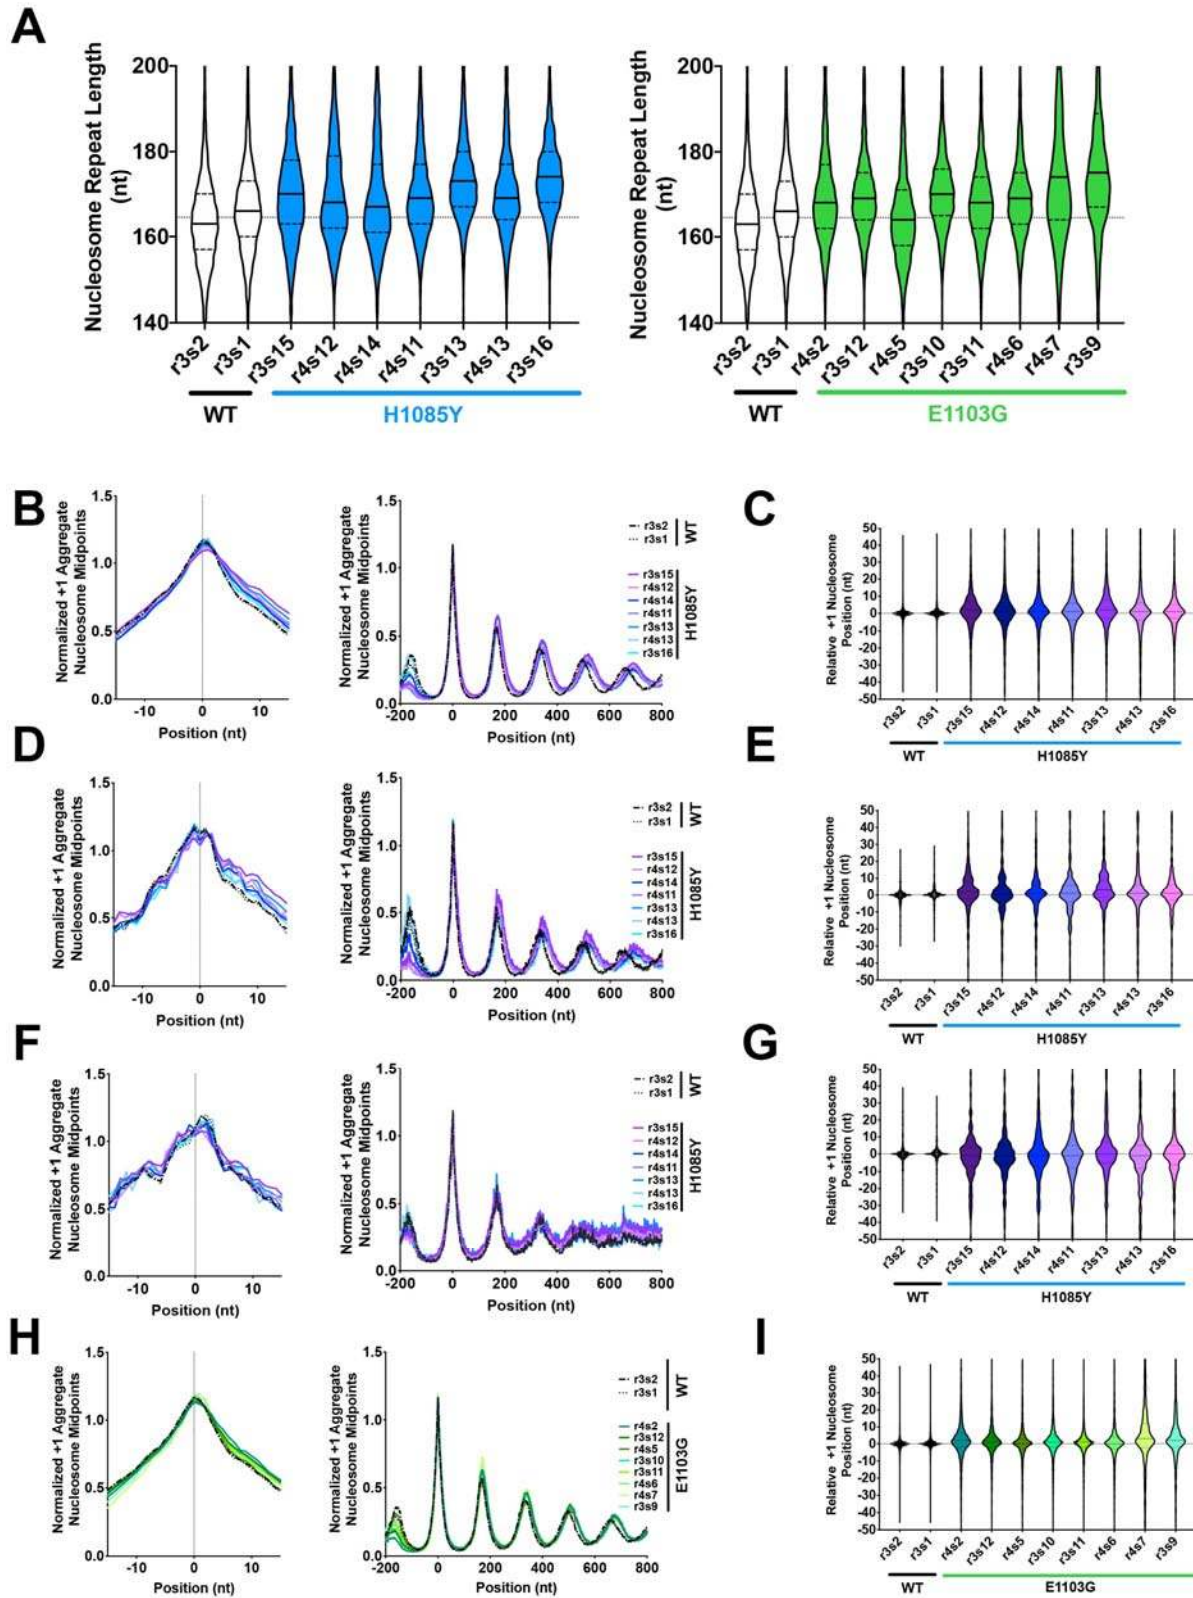 A
Nucleosome Repeat Length
(nt)
200
180
160
140
r3s2
r3s1
r3s15
r4s12
r4s14
r4s11
r3s13
r4s13
r3s16
WT
H1085Y
Nucleosome Repeat Length
(nt)
200
180
160
140
r3s2
r3s1
r4s2
r3s12
r4s5
r3s10
r3s11
r4s6
r4s7
r3s9
WT
E1103G
B
Normalized +1 Aggregate
Nucleosome Midpoints
1.5
1.0
0.5
0.0
-10 0 10
Position (nt)
Normalized +1 Aggregate
Nucleosome Midpoints
1.5
1.0
0.5
0.0
-200 0 200 400 600 800
Position (nt)
r3s2
r3s1
WT
r3s15
r4s12
r4s14
r4s11
r3s13
r4s13
r3s16
H1085Y
C
Relative +1 Nucleosome
Position (nt)
50
40
30
20
10
0
-10
-20
-30
-40
-50
r3s2
r3s1
r3s15
r4s12
r4s14
r4s11
r3s13
r4s13
r3s16
WT
H1085Y
D
Normalized +1 Aggregate
Nucleosome Midpoints
1.5
1.0
0.5
0.0
-10 0 10
Position (nt)
Normalized +1 Aggregate
Nucleosome Midpoints
1.5
1.0
0.5
0.0
-200 0 200 400 600 800
Position (nt)
r3s2
r3s1
WT
r3s15
r4s12
r4s14
r4s11
r3s13
r4s13
r3s16
H1085Y
E
Relative +1 Nucleosome
Position (nt)
50
40
30
20
10
0
-10
-20
-30
-40
-50
r3s2
r3s1
r3s15
r4s12
r4s14
r4s11
r3s13
r4s13
r3s16
WT
H1085Y
F
Normalized +1 Aggregate
Nucleosome Midpoints
1.5
1.0
0.5
0.0
-10 0 10
Position (nt)
Normalized +1 Aggregate
Nucleosome Midpoints
1.5
1.0
0.5
0.0
-200 0 200 400 600 800
Position (nt)
r3s2
r3s1
WT
r3s15
r4s12
r4s14
r4s11
r3s13
r4s13
r3s16
H1085Y
G
Relative +1 Nucleosome
Position (nt)
50
40
30
20
10
0
-10
-20
-30
-40
-50
r3s2
r3s1
r3s15
r4s12
r4s14
r4s11
r3s13
r4s13
r3s16
WT
H1085Y
H
Normalized +1 Aggregate
Nucleosome Midpoints
1.5
1.0
0.5
0.0
-10 0 10
Position (nt)
Normalized +1 Aggregate
Nucleosome Midpoints
1.5
1.0
0.5
0.0
-200 0 200 400 600 800
Position (nt)
r3s2
r3s1
WT
r4s2
r3s12
r4s5
r3s10
r3s11
r4s6
r4s7
r3s9
E1103G
I
Relative +1 Nucleosome
Position (nt)
50
40
30
20
10
0
-10
-20
-30
-40
-50
r3s2
r3s1
r4s2
r3s12
r4s5
r3s10
r3s11
r4s6
r4s7
r3s9
WT
E1103G